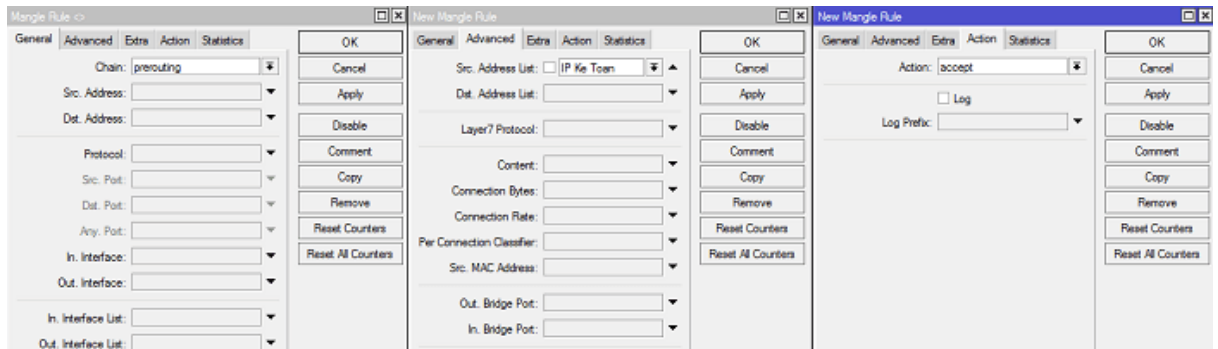 Mangle Rule <>
General Advanced Extra Action Statistics
Chain: prerouting
Src. Address:
Dst. Address:
Protocol:
Src. Port:
Dst. Port:
Any. Port:
In. Interface:
Out. Interface:
In. Interface List:
Out. Interface List:
OK
Cancel
Apply
Disable
Comment
Copy
Remove
Reset Counters
Reset All Counters
New Mangle Rule
General Advanced Extra Action Statistics
Src. Address List: IP Ke Toan
Dst. Address List:
Layer7 Protocol:
Content:
Connection Bytes:
Connection Rate:
Per Connection Classifier:
Src. MAC Address:
Out. Bridge Port:
In. Bridge Port:
OK
Cancel
Apply
Disable
Comment
Copy
Remove
Reset Counters
Reset All Counters
New Mangle Rule
General Advanced Extra Action Statistics
Action: accept
Log
Log Prefix:
OK
Cancel
Apply
Disable
Comment
Copy
Remove
Reset Counters
Reset All Counters